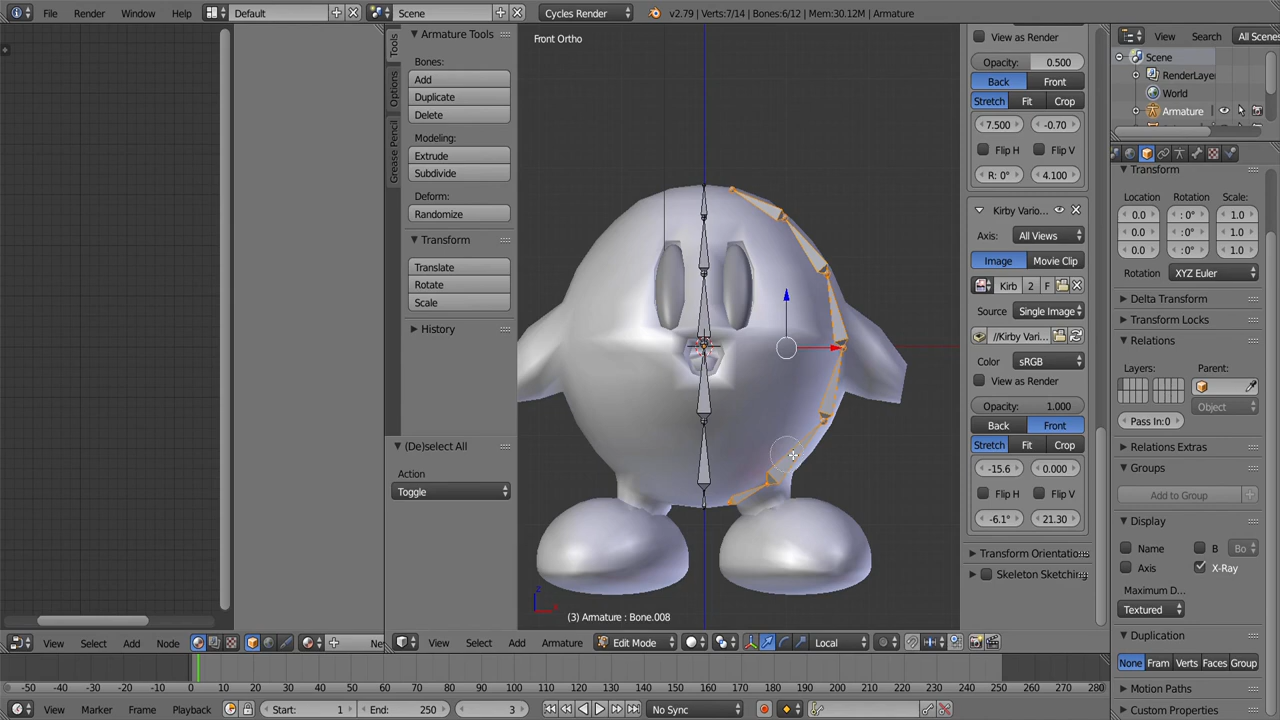 File Render Window Help Default Scene Cycles Render v2.79 | Verts:7/14 | Bones:6/12 | Mem:30.12M | Armature
Armature Tools
Bones:
Add
Duplicate
Delete
Modeling:
Extrude
Subdivide
Deform:
Randomize
Transform
Translate
Rotate
Scale
History
(De)select All
Action
Toggle
Tools
Options
Grease Pencil
Front Ortho
(3) Armature : Bone.008
View as Render
Opacity: 0.500
Back Front
Stretch Fit Crop
7.500 -0.70
Flip H Flip V
R: 0° 4.100
Kirby Vario...
Axis: All Views
Image Movie Clip
Kirb 2 F
Source Single Image
//Kirby Vari...
Color sRGB
View as Render
Opacity: 1.000
Back Front
Stretch Fit Crop
-15.6 0.000
Flip H Flip V
-6.1° 21.30
Transform Orientatio
Skeleton Sketchin
View Search All Scenes
Scene
RenderLaye
World
Armature
Transform
Location Rotation Scale:
0.0 : 0° 1.0
0.0 : 0° 1.0
0.0 : 0° 1.0
Rotation XYZ Euler
Delta Transform
Transform Locks
Relations
Layers: Parent:
Object
Pass In:0
Relations Extras
Groups
Add to Group
Display
Name B Bo
Axis X-Ray
Maximum D...
Textured
Duplication
None Fram Verts Faces Group
Motion Paths
Custom Properties
View Select Add Node Ne
View Select Add Armature Edit Mode Local
-50 -40 -30 -20 -10 0 10 20 30 40 50 60 70 80 90 100 110 120 130 140 150 160 170 180 190 200 210 220 230 240 250 260 270 280
View Marker Frame Playback Start: 1 End: 250 3 No Sync